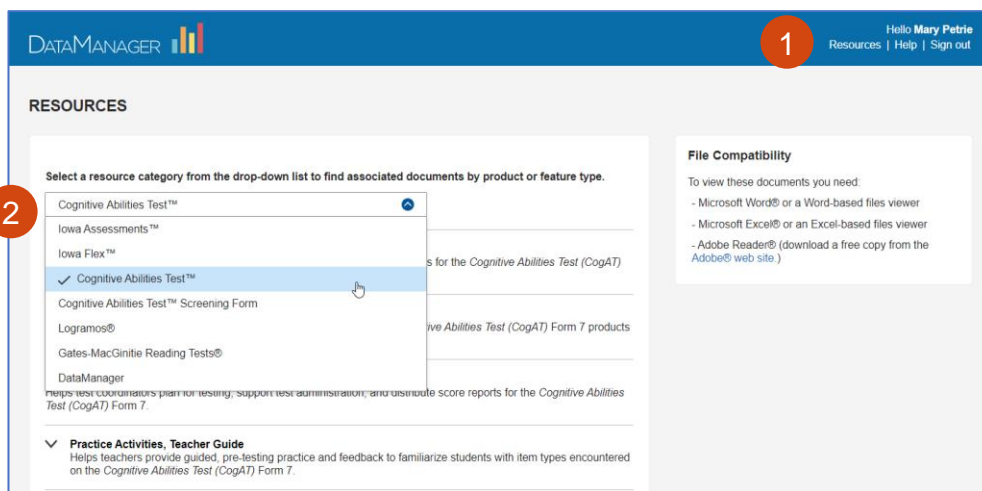 DATAMANAGER
1
Hello Mary Petrie
Resources | Help | Sign out
RESOURCES
Select a resource category from the drop-down list to find associated documents by product or feature type.
2
Cognitive Abilities Test™
Iowa Assessments™
Iowa Flex™
s for the Cognitive Abilities Test (CogAT)
Cognitive Abilities Test™
Cognitive Abilities Test™ Screening Form
Logramos®
ive Abilities Test (CogAT) Form 7 products
Gates-MacGinitie Reading Tests®
DataManager
Helps test coordinators plan for testing, support test administration, and distribute score reports for the Cognitive Abilities
Test (CogAT) Form 7.
Practice Activities, Teacher Guide
Helps teachers provide guided, pre-testing practice and feedback to familiarize students with item types encountered
on the Cognitive Abilities Test (CogAT) Form 7.
File Compatibility
To view these documents you need:
- Microsoft Word® or a Word-based files viewer
- Microsoft Excel® or an Excel-based files viewer
- Adobe Reader® (download a free copy from the
Adobe® web site.)